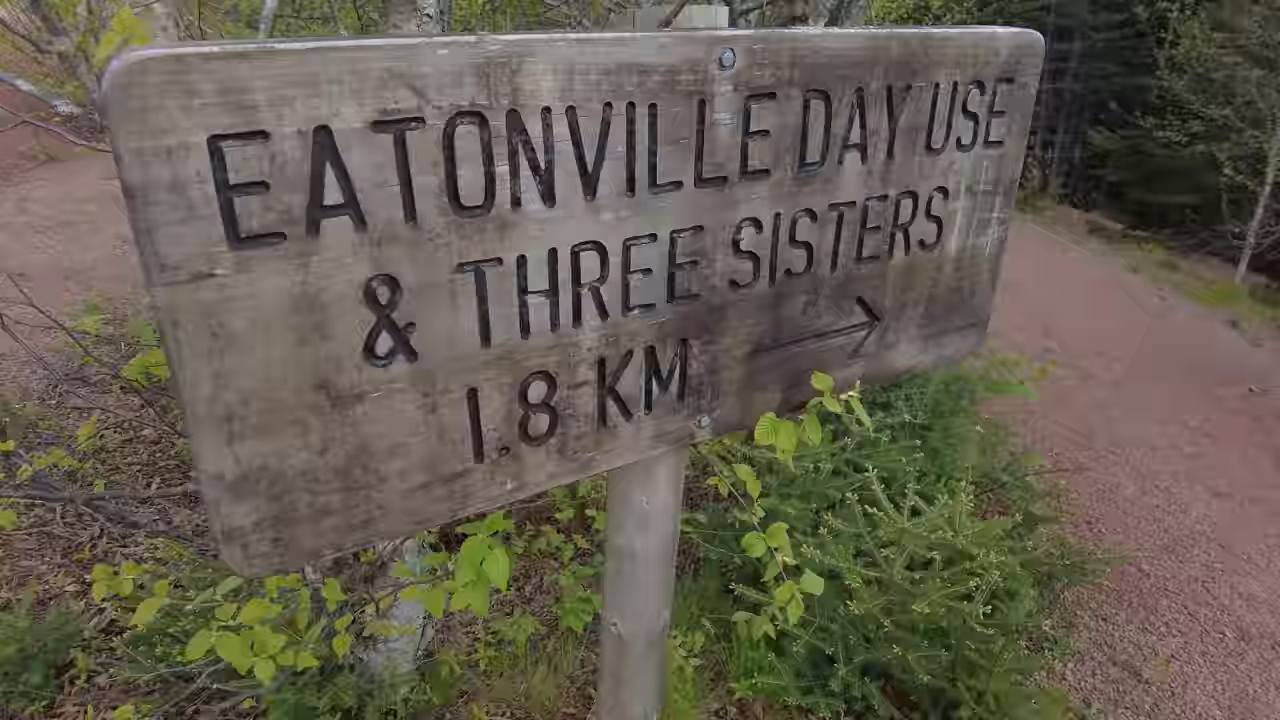 EATONVILLE DAY USE
& THREE SISTERS
1.8 KM →